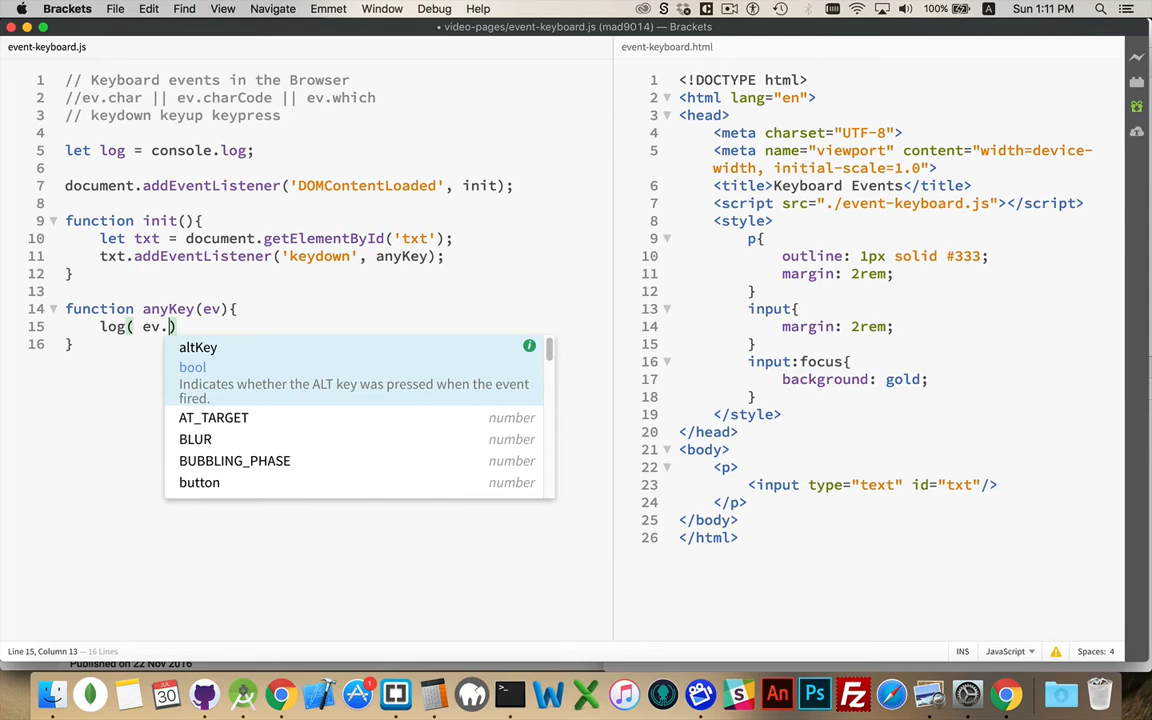 Brackets File Edit Find View Navigate Emmet Window Debug Help 100% A Sun 1:11 PM
video-pages/event-keyboard.js (mad9014) — Brackets
event-keyboard.js
1 // Keyboard events in the Browser
2 //ev.char || ev.charCode || ev.which
3 // keydown keyup keypress
4
5 let log = console.log;
6
7 document.addEventListener('DOMContentLoaded', init);
8
9 function init(){
10 let txt = document.getElementById('txt');
11 txt.addEventListener('keydown', anyKey);
12 }
13
14 function anyKey(ev){
15 log( ev.)
16 }
altKey
bool
Indicates whether the ALT key was pressed when the event
fired.
AT_TARGET number
BLUR number
BUBBLING_PHASE number
button number
event-keyboard.html
1 <!DOCTYPE html>
2 <html lang="en">
3 <head>
4 <meta charset="UTF-8">
5 <meta name="viewport" content="width=device-
width, initial-scale=1.0">
6 <title>Keyboard Events</title>
7 <script src="./event-keyboard.js"></script>
8 <style>
9 p{
10 outline: 1px solid #333;
11 margin: 2rem;
12 }
13 input{
14 margin: 2rem;
15 }
16 input:focus{
17 background: gold;
18 }
19 </style>
20 </head>
21 <body>
22 <p>
23 <input type="text" id="txt"/>
24 </p>
25 </body>
26 </html>
Line 15, Column 13 — 16 Lines
INS JavaScript Spaces: 4
Published on 22 Nov 2016
JUL
30
1
An
Ps
Fz